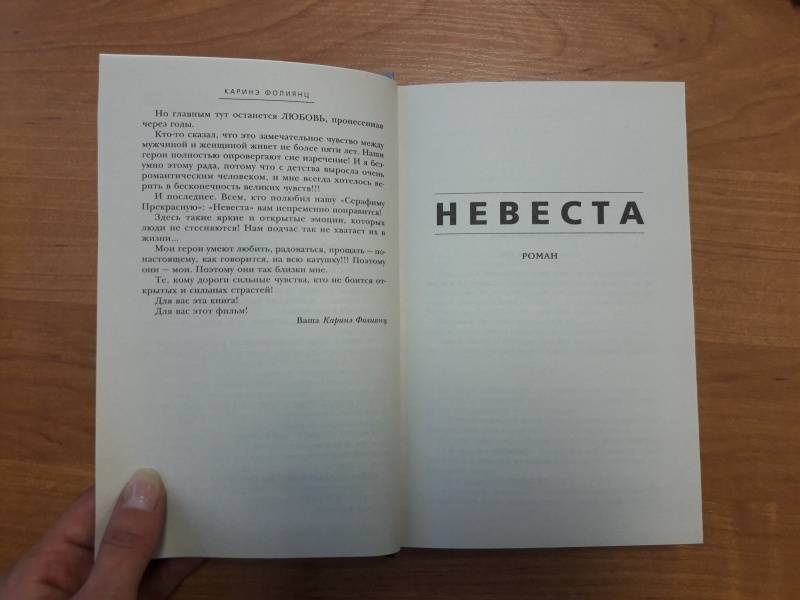 КАРИНЭ ФОЛИЯНЦ
Но главным тут останется ЛЮБОВЬ, пронесенная
через годы.
Кто-то сказал, что это замечательное чувство между
мужчиной и женщиной живет не более пяти лет. Наши
герои полностью опровергают сие изречение! И я без-
умно этому рада, потому что с детства выросла очень
романтическим человеком, и мне всегда хотелось ве-
рить в бесконечность великих чувств!!!
И последнее. Всем, кто полюбил нашу «Серафиму
Прекрасную»: «Невеста» вам непременно понравится!
Здесь такие яркие и открытые эмоции, которых
люди не стесняются! Нам подчас так не хватает их в
жизни...
Мои герои умеют любить, радоваться, прощать – по-
настоящему, как говорится, на всю катушку!!! Поэтому
они – мои. Поэтому они так близки мне.
Те, кому дороги сильные чувства, кто не боится от-
крытых и сильных страстей!
Для вас эта книга!
Для вас этот фильм!
Ваша Каринэ Фолиянц
НЕВЕСТА
РОМАН